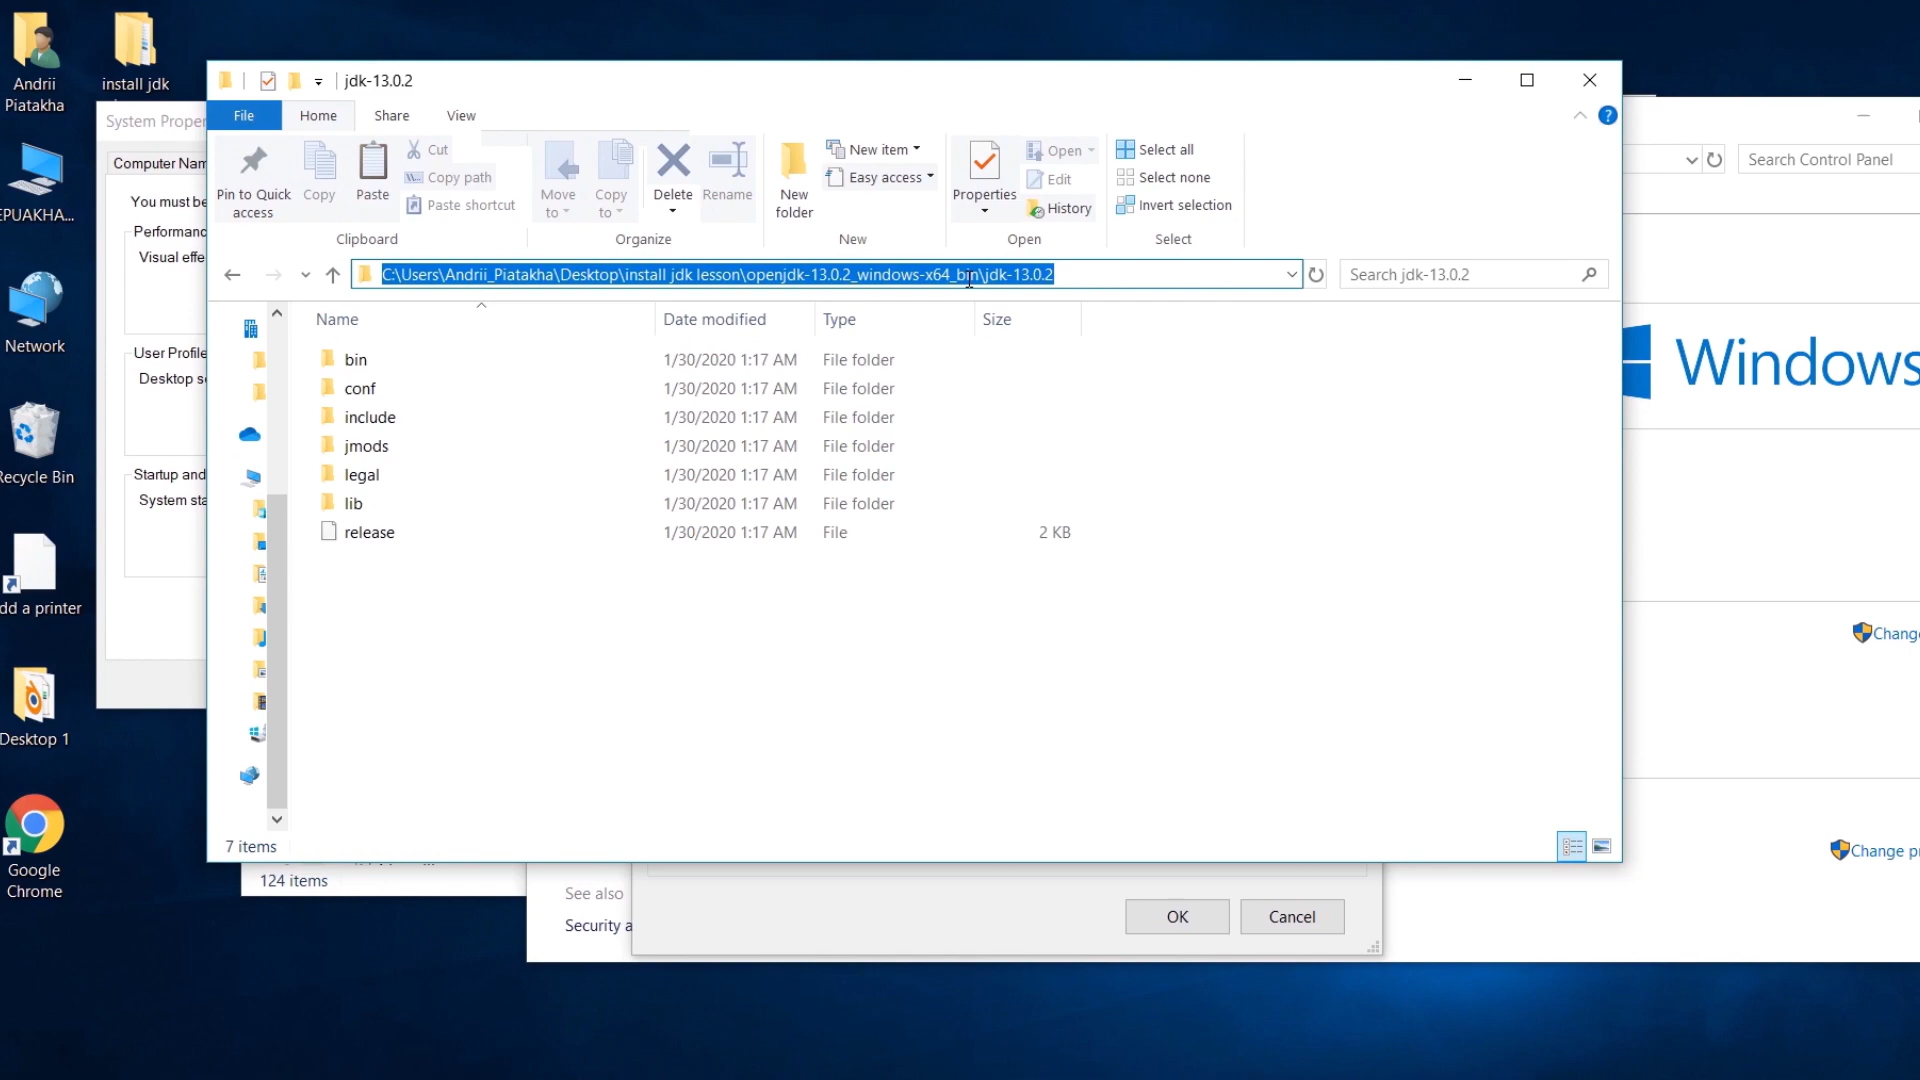 Andrii
Piatakha
install jdk
EPUAKHA...
Network
Recycle Bin
dd a printer
Desktop 1
Google
Chrome
System Proper
Computer Nam
You must be
Performanc
Visual effe
User Profile
Desktop se
Startup and
System sta
jdk-13.0.2
File
Home
Share
View
Pin to Quick
access
Copy
Paste
Cut
Copy path
Paste shortcut
Clipboard
Move
to
Copy
to
Delete
Rename
Organize
New
folder
New item
Easy access
New
Properties
Open
Edit
History
Open
Select all
Select none
Invert selection
Select
C:\Users\Andrii_Piatakha\Desktop\install jdk lesson\openjdk-13.0.2_windows-x64_bin\jdk-13.0.2
Search jdk-13.0.2
Name Date modified Type Size
bin 1/30/2020 1:17 AM File folder
conf 1/30/2020 1:17 AM File folder
include 1/30/2020 1:17 AM File folder
jmods 1/30/2020 1:17 AM File folder
legal 1/30/2020 1:17 AM File folder
lib 1/30/2020 1:17 AM File folder
release 1/30/2020 1:17 AM File 2 KB
7 items
124 items
See also
Security a
OK
Cancel
Search Control Panel
Windows
Change
Change pr